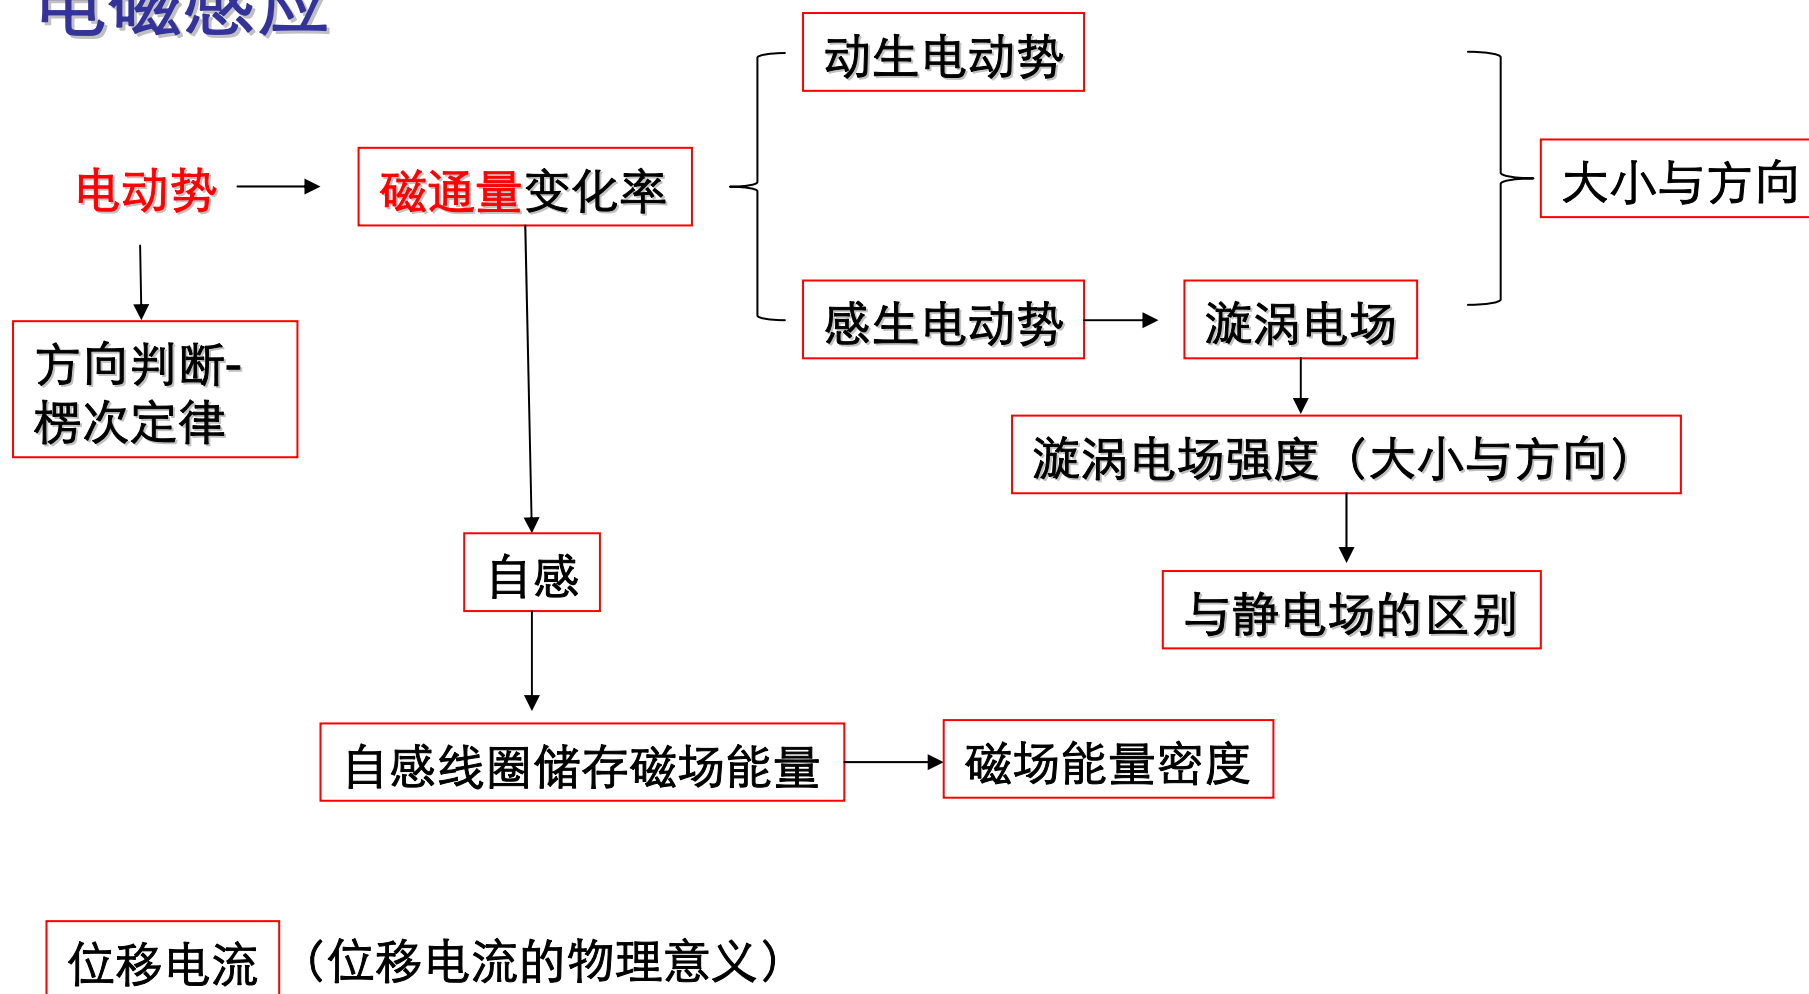 电磁感应
动生电动势
电动势
磁通量变化率
大小与方向
感生电动势
漩涡电场
方向判断-
楞次定律
漩涡电场强度（大小与方向）
自感
与静电场的区别
自感线圈储存磁场能量
磁场能量密度
位移电流
（位移电流的物理意义）